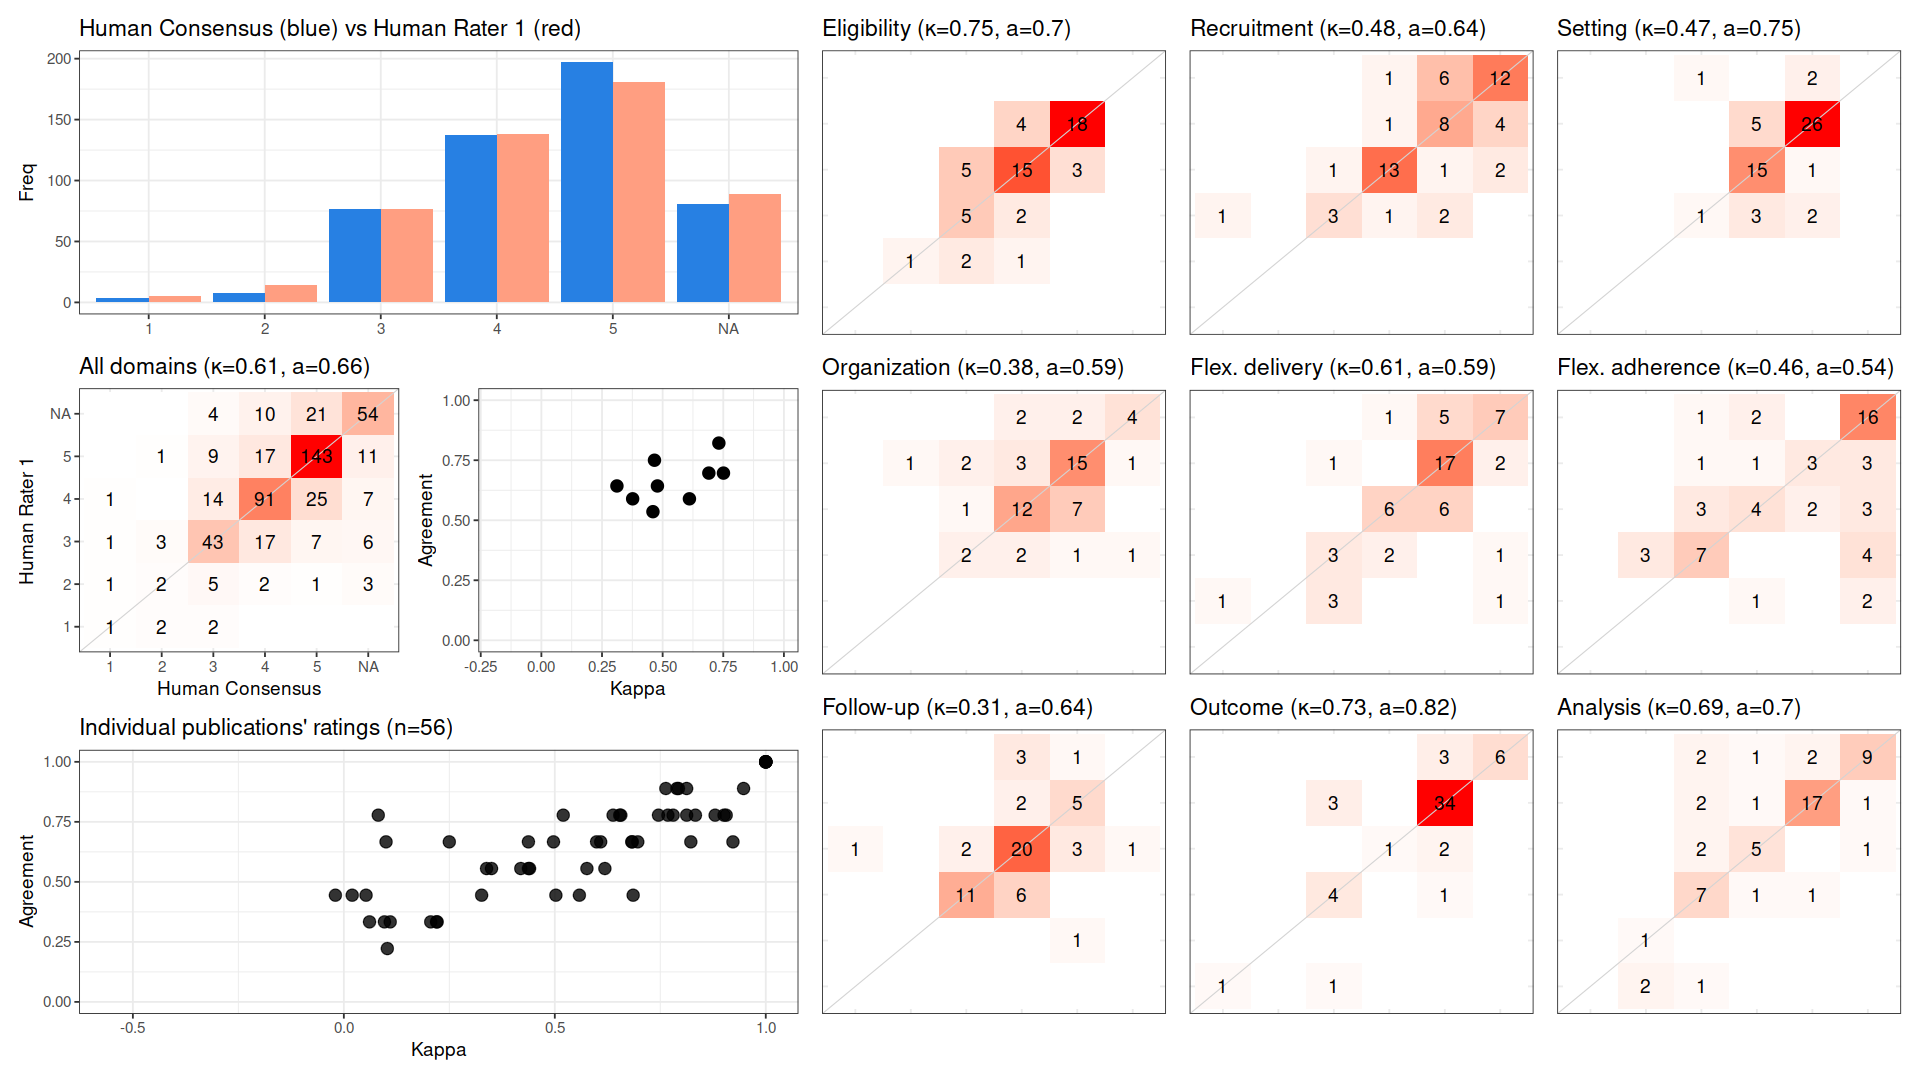 Human Consensus (blue) vs Human Rater 1 (red)
Freq
200
150
100
50
0
1 2 3 4 5 NA
All domains (κ=0.61, a=0.66)
Human Rater 1
NA 4 10 21 54
5 1 9 17 143 11
4 1 14 91 25 7
3 1 3 43 17 7 6
2 1 2 5 2 1 3
1 1 2 2
1 2 3 4 5 NA
Human Consensus
Agreement
1.00
0.75
0.50
0.25
0.00
-0.25 0.00 0.25 0.50 0.75 1.00
Kappa
Individual publications' ratings (n=56)
Agreement
1.00
0.75
0.50
0.25
0.00
-0.5 0.0 0.5 1.0
Kappa
Eligibility (κ=0.75, a=0.7)
4 18
5 15 3
5 2
1 2 1
Recruitment (κ=0.48, a=0.64)
1 6 12
1 8 4
1 13 1 2
1 3 1 2
Setting (κ=0.47, a=0.75)
1 2
5 26
15 1
1 3 2
Organization (κ=0.38, a=0.59)
2 2 4
1 2 3 15 1
1 12 7
2 2 1 1
Flex. delivery (κ=0.61, a=0.59)
1 5 7
1 17 2
6 6
3 2 1
1 3 1
Flex. adherence (κ=0.46, a=0.54)
1 2 16
1 1 3 3
3 4 2 3
3 7 4
1 2
Follow-up (κ=0.31, a=0.64)
3 1
2 5
1 2 20 3 1
11 6
1
Outcome (κ=0.73, a=0.82)
3 6
3 34
1 2
4 1
1 1
Analysis (κ=0.69, a=0.7)
2 1 2 9
2 1 17 1
2 5 1
7 1 1
1
2 1